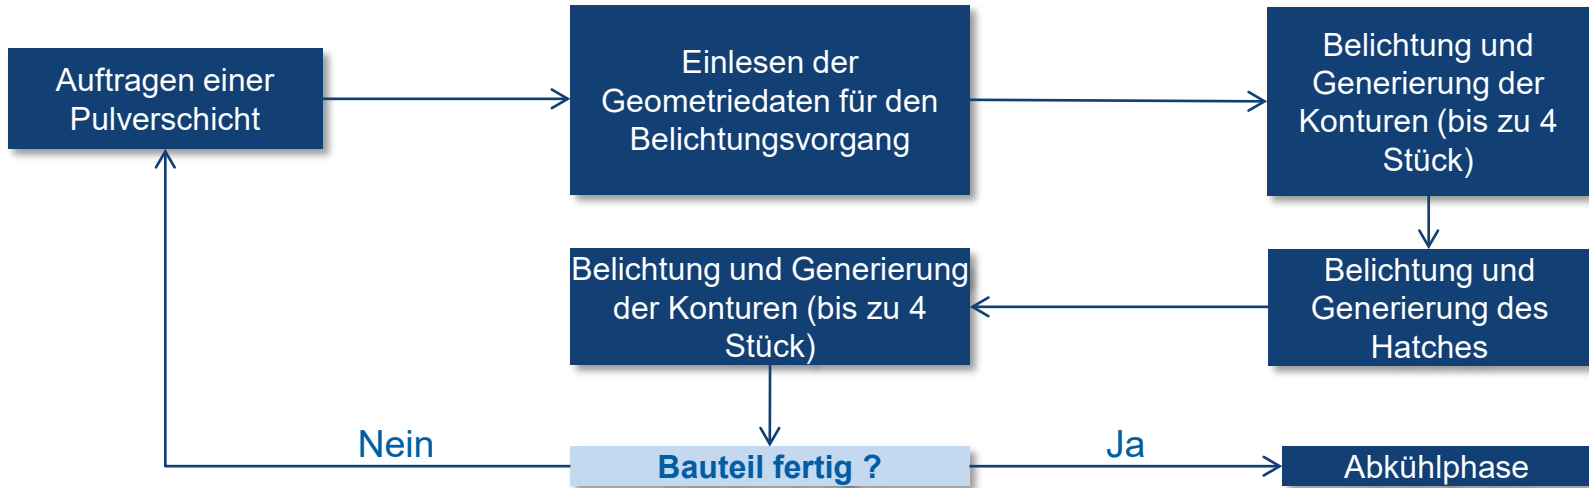 Auftragen einer
Pulverschicht
Einlesen der
Geometriedaten für den
Belichtungsvorgang
Belichtung und
Generierung der
Konturen (bis zu 4
Stück)
Belichtung und
Generierung des
Hatches
Belichtung und Generierung
der Konturen (bis zu 4
Stück)
Nein
Bauteil fertig ?
Ja
Abkühlphase